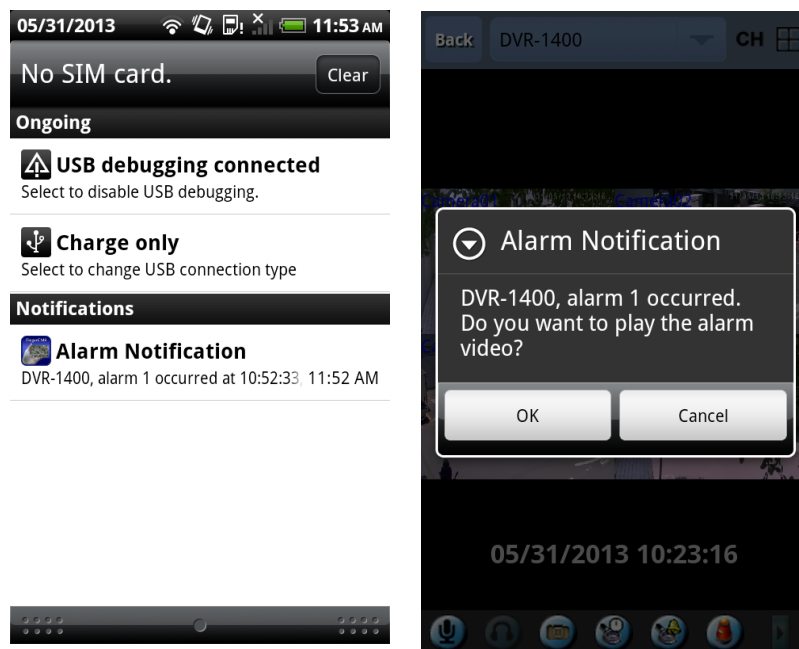 05/31/2013 11:53 AM
No SIM card.
Clear
Ongoing
USB debugging connected
Select to disable USB debugging.
Charge only
Select to change USB connection type
Notifications
Alarm Notification
DVR-1400, alarm 1 occurred at 10:52:33, 11:52 AM
Back
DVR-1400
CH
Camera01
Camera02
Alarm Notification
DVR-1400, alarm 1 occurred.
Do you want to play the alarm
video?
OK
Cancel
05/31/2013 10:23:16